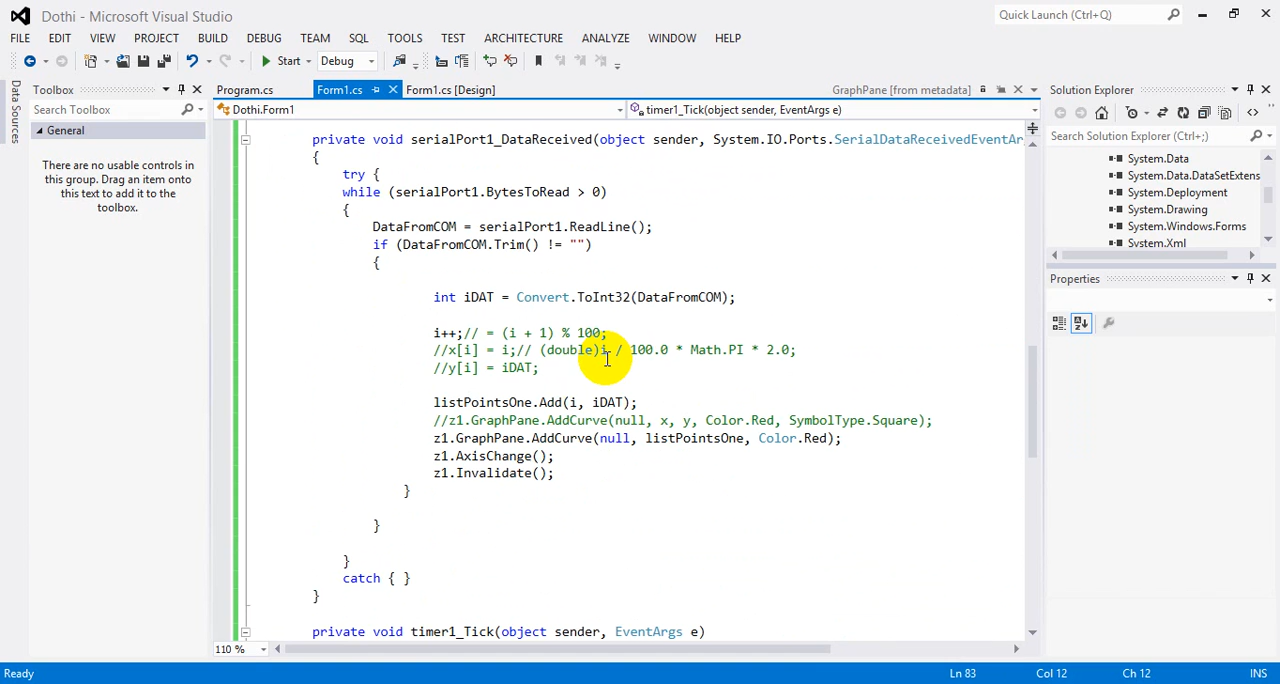 Dothi - Microsoft Visual Studio
Quick Launch (Ctrl+Q)
FILE EDIT VIEW PROJECT BUILD DEBUG TEAM SQL TOOLS TEST ARCHITECTURE ANALYZE WINDOW HELP
Start Debug
Data Sources
Toolbox
Search Toolbox
General
There are no usable controls in
this group. Drag an item onto
this text to add it to the
toolbox.
Program.cs Form1.cs Form1.cs [Design] GraphPane [from metadata]
Dothi.Form1 timer1_Tick(object sender, EventArgs e)
private void serialPort1_DataReceived(object sender, System.IO.Ports.SerialDataReceivedEventAr
{
try {
while (serialPort1.BytesToRead > 0)
{
DataFromCOM = serialPort1.ReadLine();
if (DataFromCOM.Trim() != "")
{
int iDAT = Convert.ToInt32(DataFromCOM);
i++;// = (i + 1) % 100;
//x[i] = i;// (double)i / 100.0 * Math.PI * 2.0;
//y[i] = iDAT;
listPointsOne.Add(i, iDAT);
//z1.GraphPane.AddCurve(null, x, y, Color.Red, SymbolType.Square);
z1.GraphPane.AddCurve(null, listPointsOne, Color.Red);
z1.AxisChange();
z1.Invalidate();
}
}
}
catch { }
}
private void timer1_Tick(object sender, EventArgs e)
110 %
Solution Explorer
Search Solution Explorer (Ctrl+;)
System.Data
System.Data.DataSetExtens
System.Deployment
System.Drawing
System.Windows.Forms
System.Xml
Properties
Ready Ln 83 Col 12 Ch 12 INS